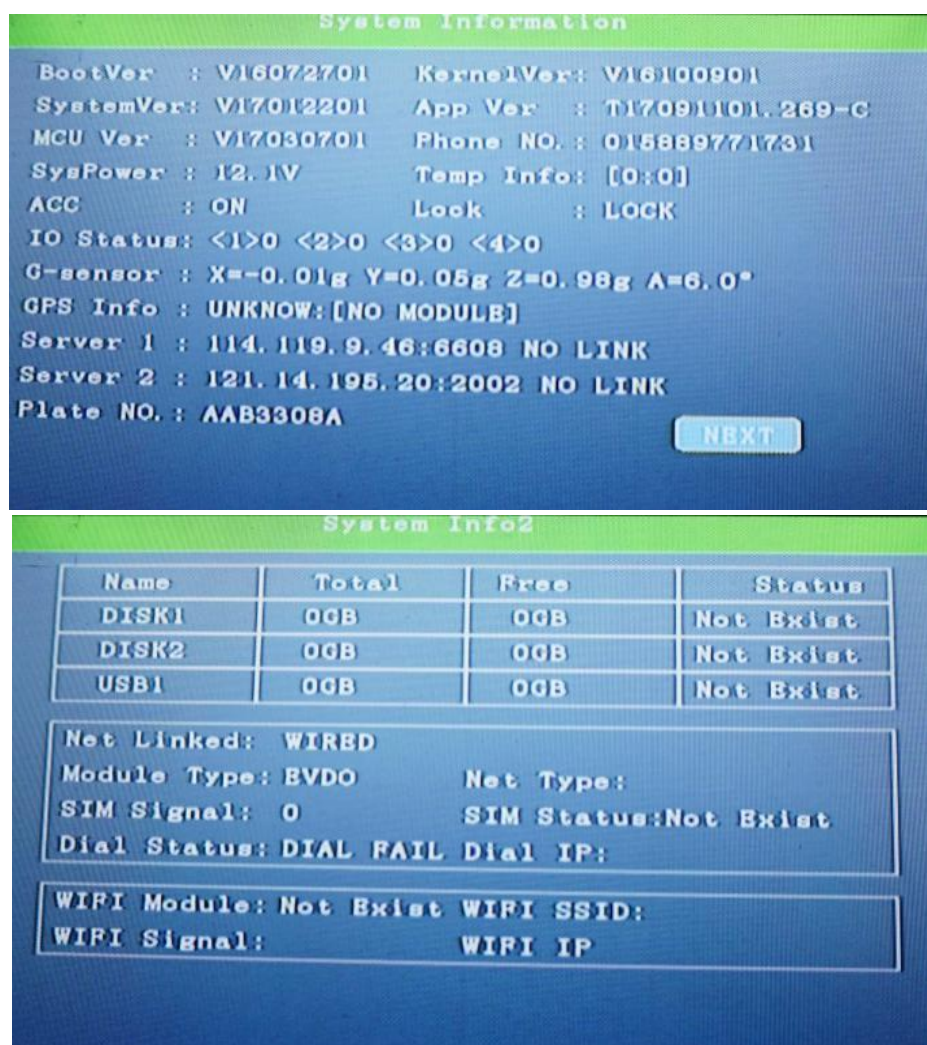 System Information
BootVer : V16072701 KernelVer: V16100901
SystemVer: V17012201 App Ver : T17091101.269-C
MCU Ver : V17030701 Phone NO. : 015889771731
SysPower : 12.1V Temp Info: [0:0]
ACC : ON Lock : LOCK
IO Status: <1>0 <2>0 <3>0 <4>0
G-sensor : X=-0.01g Y=0.05g Z=0.98g A=6.0°
GPS Info : UNKNOW:[NO MODULE]
Server 1 : 114.119.9.46:6608 NO LINK
Server 2 : 121.14.195.20:2002 NO LINK
Plate NO. : AAB3308A
NEXT
System Info2
Name Total Free Status
DISK1 0GB 0GB Not Exist
DISK2 0GB 0GB Not Exist
USB1 0GB 0GB Not Exist
Net Linked: WIRED
Module Type: EVDO Net Type:
SIM Signal: 0 SIM Status:Not Exist
Dial Status: DIAL FAIL Dial IP:
WIFI Module: Not Exist WIFI SSID:
WIFI Signal: WIFI IP